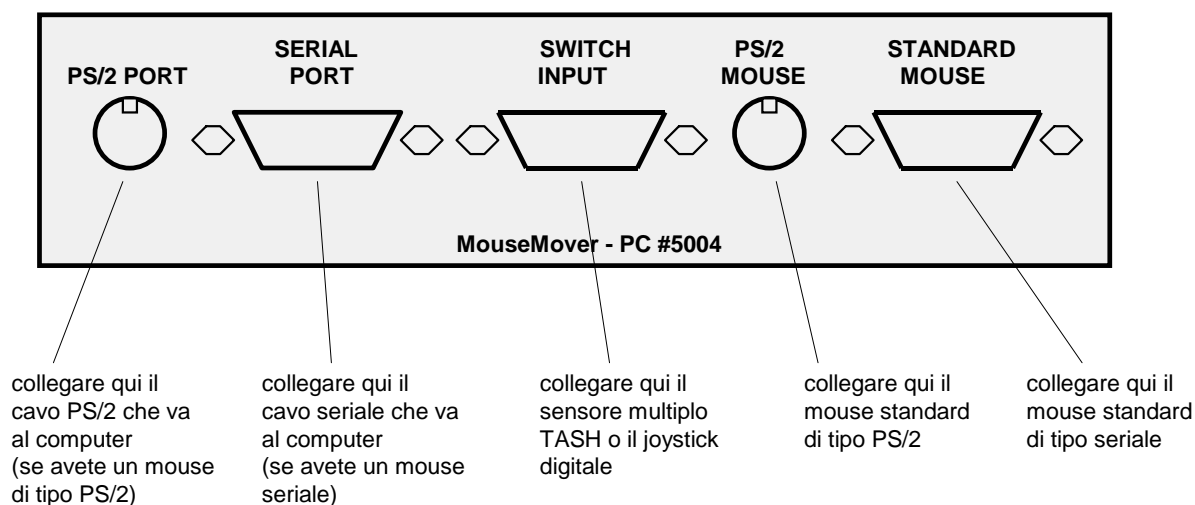 PS/2 PORT
SERIAL
PORT
SWITCH
INPUT
PS/2
MOUSE
STANDARD
MOUSE
MouseMover - PC #5004
collegare qui il
cavo PS/2 che va
al computer
(se avete un mouse
di tipo PS/2)
collegare qui il
cavo seriale che va
al computer
(se avete un mouse
seriale)
collegare qui il
sensore multiplo
TASH o il joystick
digitale
collegare qui il
mouse standard
di tipo PS/2
collegare qui il
mouse standard
di tipo seriale